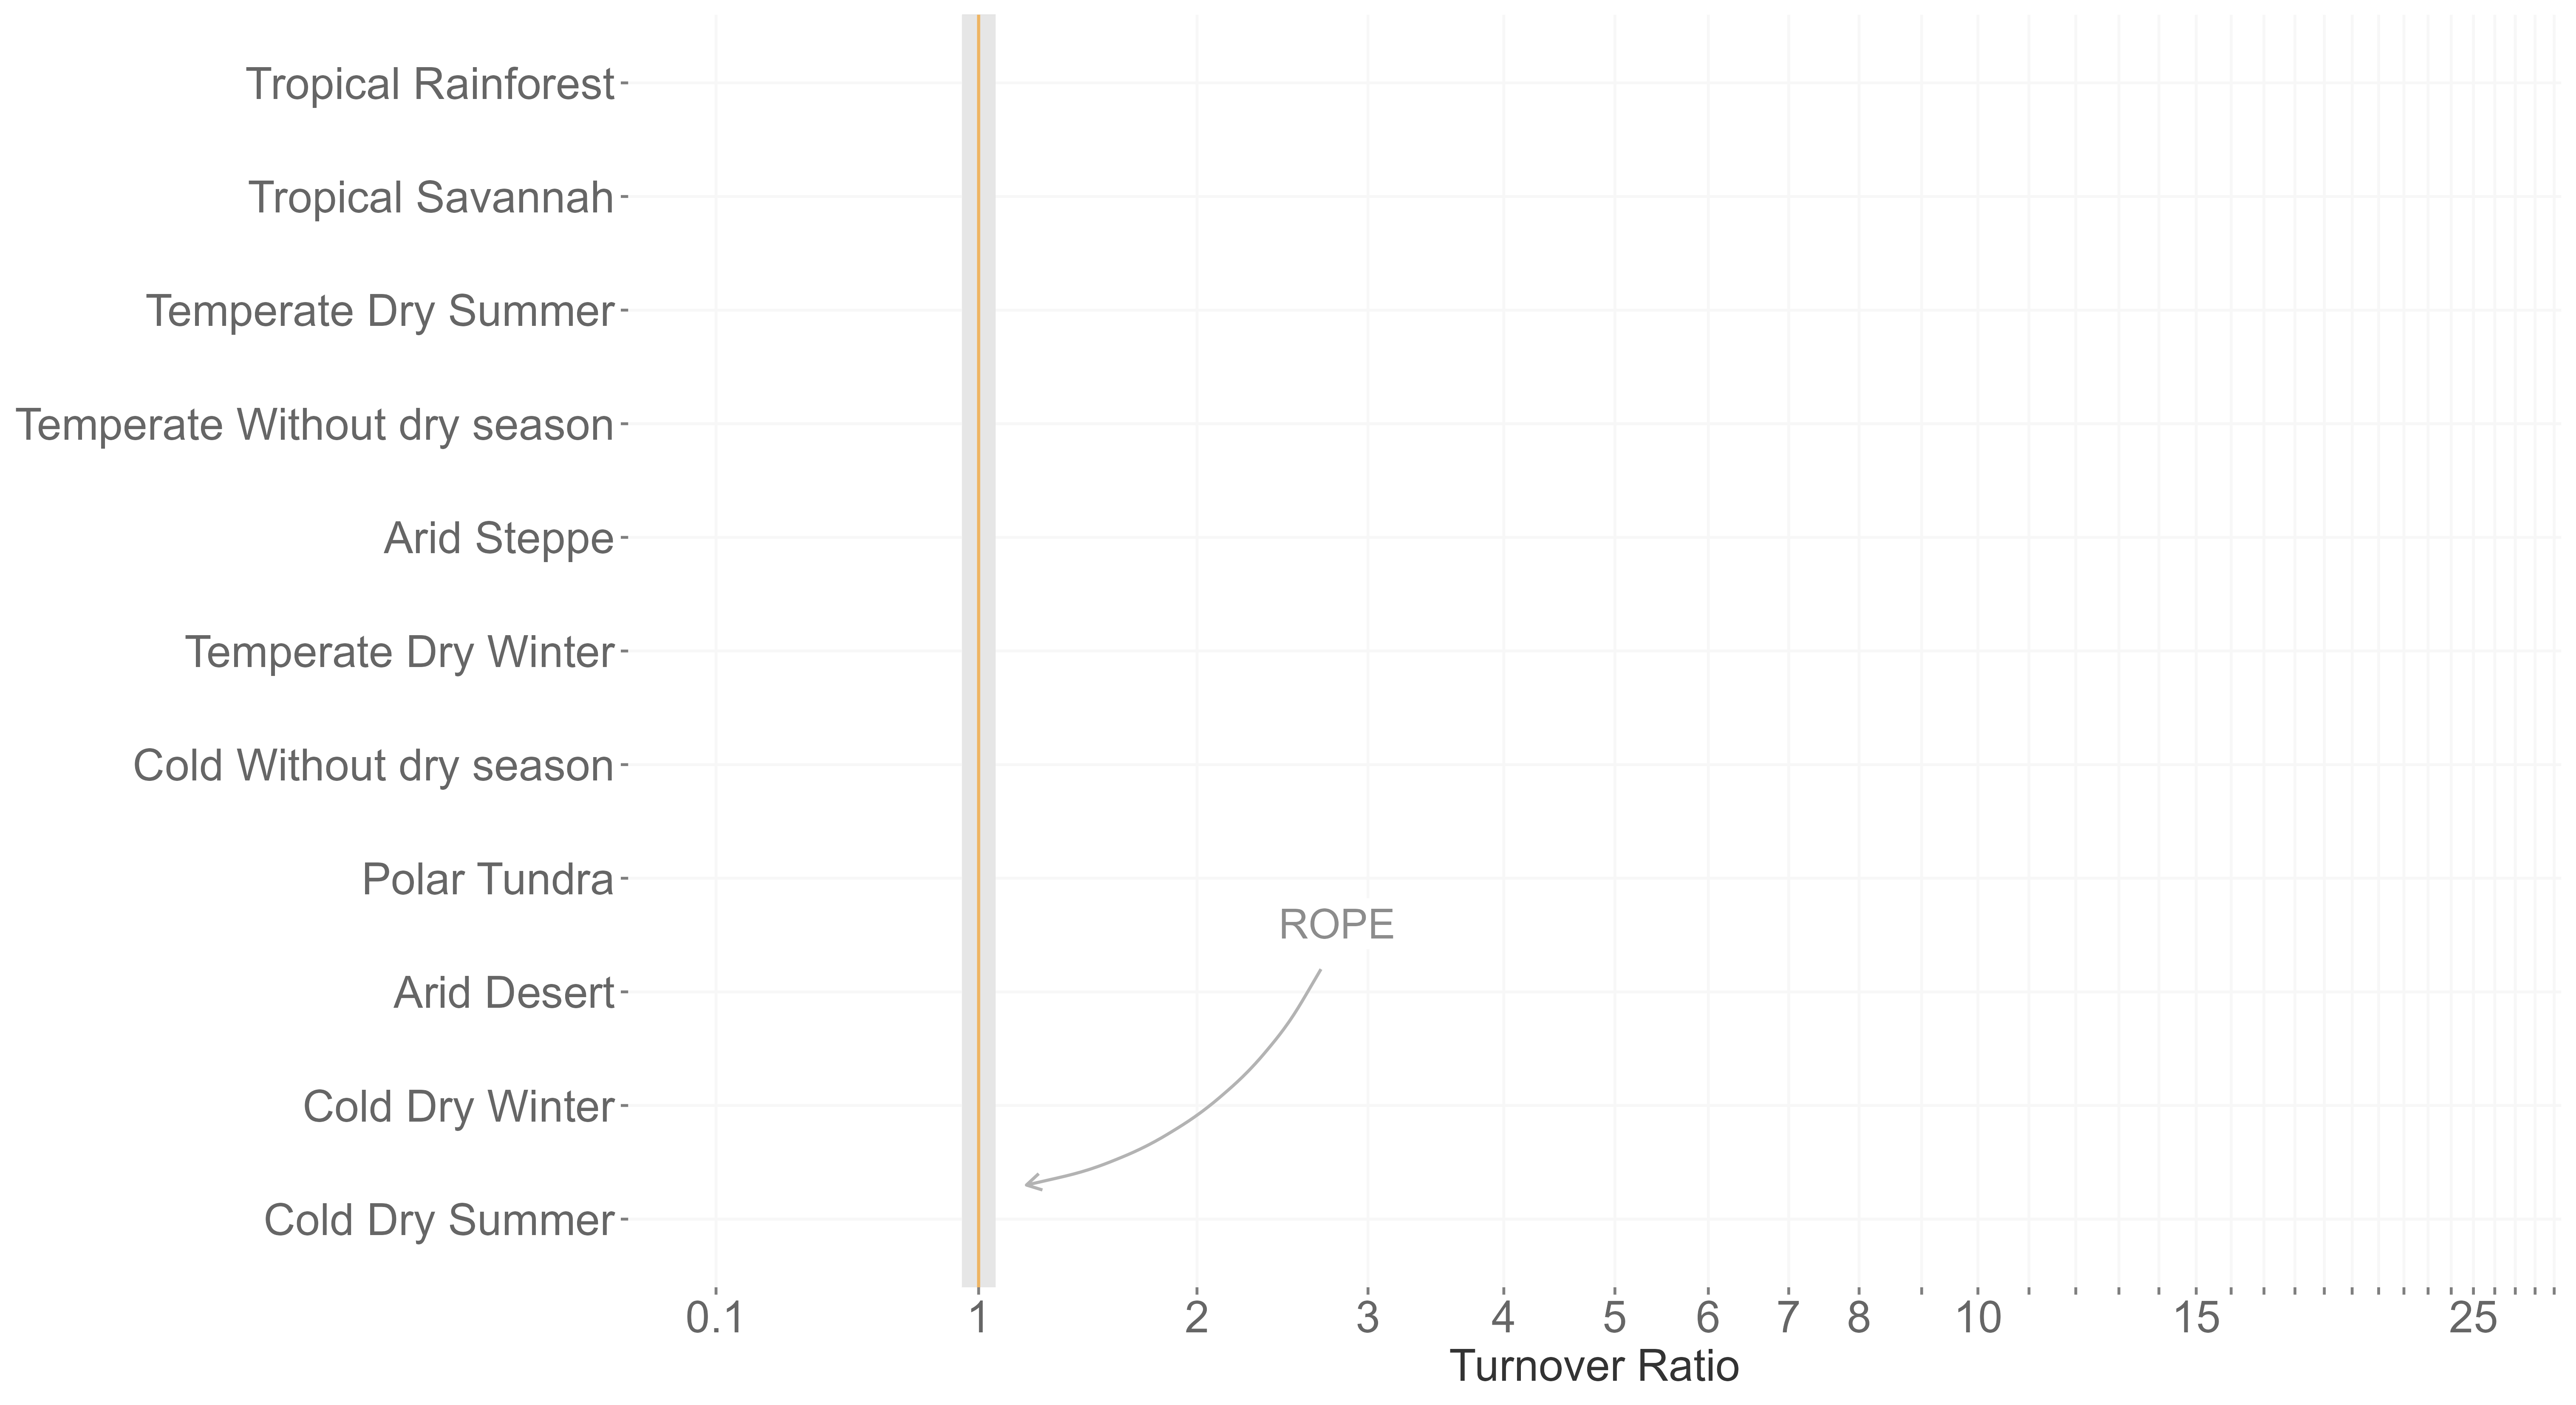 Tropical Rainforest
Tropical Savannah
Temperate Dry Summer
Temperate Without dry season
Arid Steppe
Temperate Dry Winter
Cold Without dry season
Polar Tundra
ROPE
Arid Desert
Cold Dry Winter
Cold Dry Summer
0.1 1 2 3 4 5 6 7 8 10 15 25
Turnover Ratio